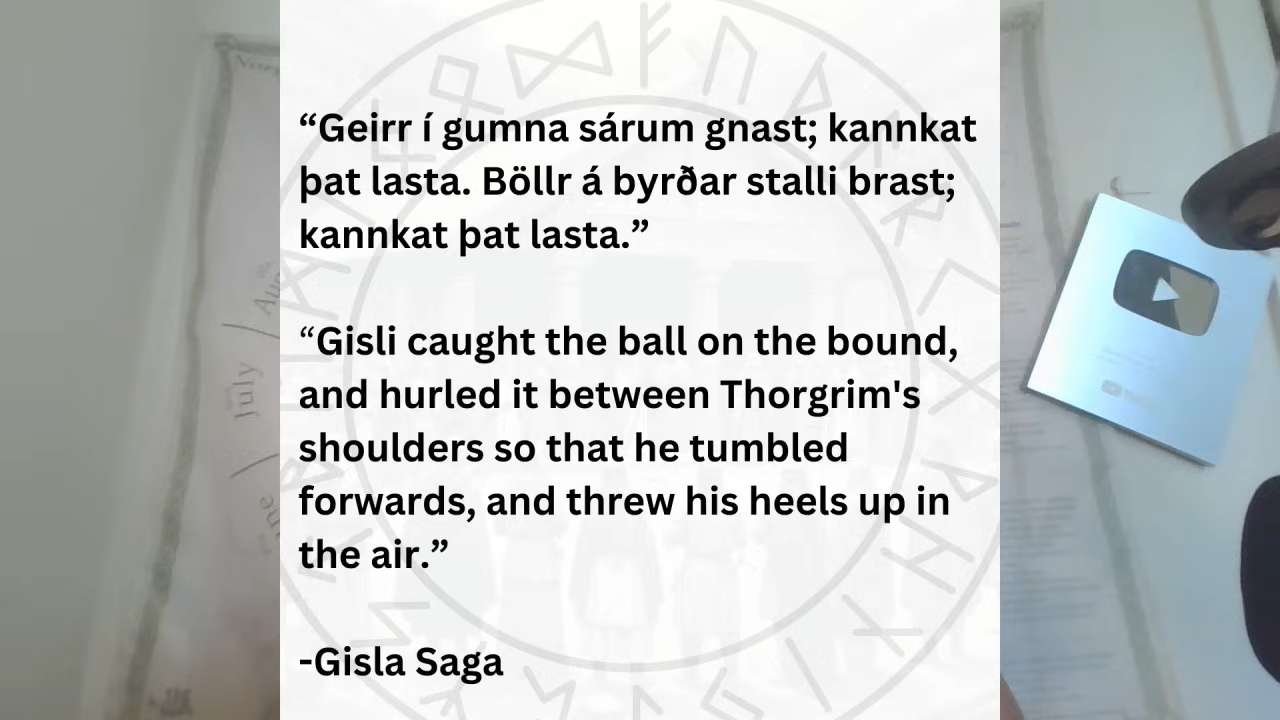 “Geirr í gumna sárum gnast; kannkat
þat lasta. Böllr á byrðar stalli brast;
kannkat þat lasta.”
“Gisli caught the ball on the bound,
and hurled it between Thorgrim's
shoulders so that he tumbled
forwards, and threw his heels up in
the air.”
-Gisla Saga
July